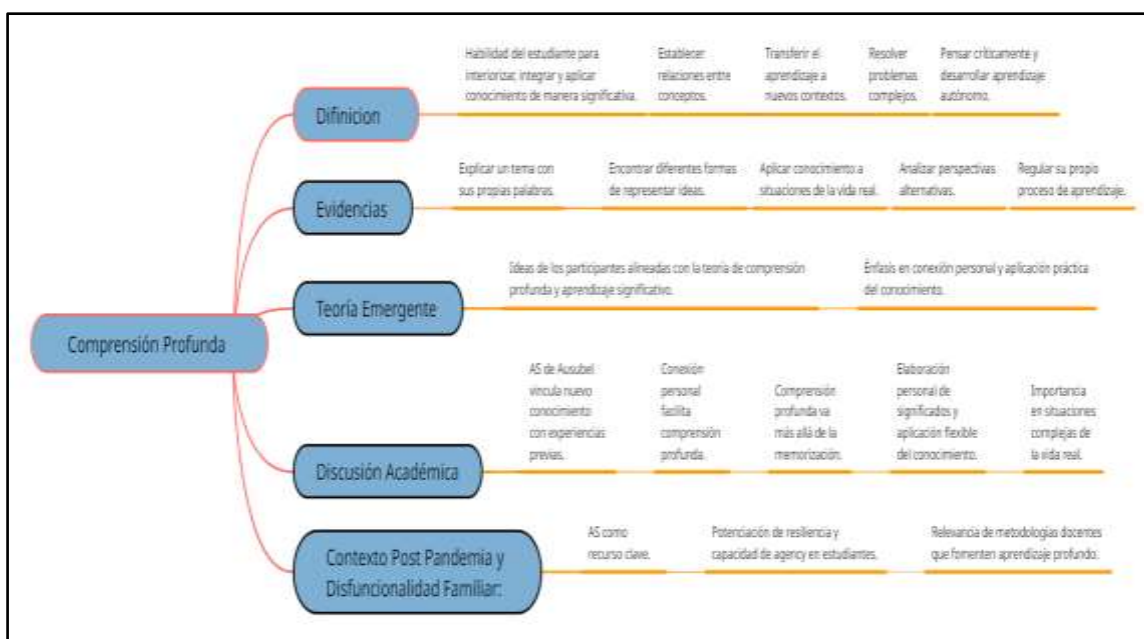 Comprensión Profunda
Difinicion
Habilidad del estudiante para
interiorizar, integrar y aplicar
conocimiento de manera significativa.
Establecer
relaciones entre
conceptos.
Transferir el
aprendizaje a
nuevos contextos.
Resolver
problemas
complejos.
Pensar críticamente y
desarrollar aprendizaje
autónomo.
Evidencias
Explicar un tema con
sus propias palabras.
Encontrar diferentes formas
de representar ideas.
Aplicar conocimiento a
situaciones de la vida real.
Analizar perspectivas
alternativas.
Regular su propio
proceso de aprendizaje.
Teoría Emergente
Ideas de los participantes alineadas con la teoría de comprensión
profunda y aprendizaje significativo.
Énfasis en conexión personal y aplicación práctica
del conocimiento.
Discusión Académica
AS de Ausubel
vincula nuevo
conocimiento
con experiencias
previas.
Conexión
personal
facilita
comprensión
profunda.
Comprensión
profunda va
más allá de la
memorización.
Elaboración
personal de
significados y
aplicación flexible
del conocimiento.
Importancia
en situaciones
complejas de
la vida real.
Contexto Post Pandemia y
Disfuncionalidad Familiar:
AS como
recurso clave.
Potenciación de resiliencia y
capacidad de agency en estudiantes.
Relevancia de metodologías docentes
que fomenten aprendizaje profundo.